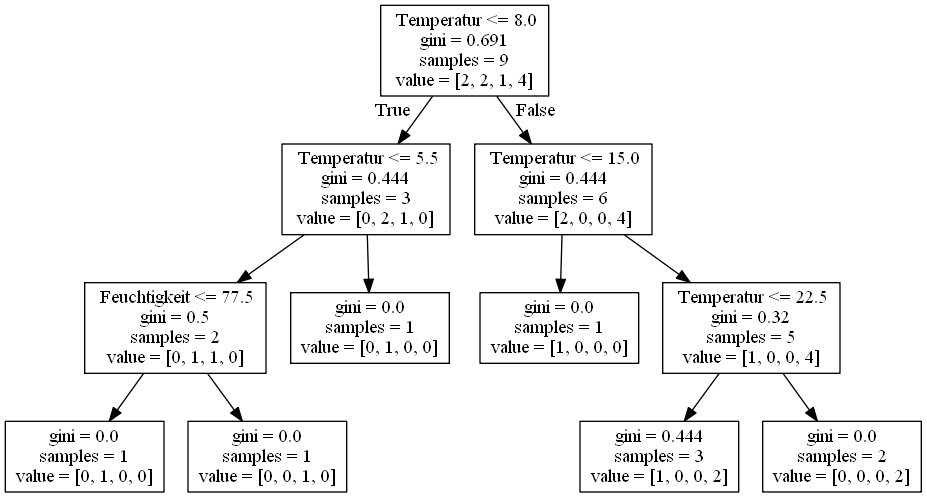 Temperatur <= 8.0
gini = 0.691
samples = 9
value = [2, 2, 1, 4]
True
False
Temperatur <= 5.5
gini = 0.444
samples = 3
value = [0, 2, 1, 0]
Temperatur <= 15.0
gini = 0.444
samples = 6
value = [2, 0, 0, 4]
Feuchtigkeit <= 77.5
gini = 0.5
samples = 2
value = [0, 1, 1, 0]
gini = 0.0
samples = 1
value = [0, 1, 0, 0]
gini = 0.0
samples = 1
value = [1, 0, 0, 0]
Temperatur <= 22.5
gini = 0.32
samples = 5
value = [1, 0, 0, 4]
gini = 0.0
samples = 1
value = [0, 1, 0, 0]
gini = 0.0
samples = 1
value = [0, 0, 1, 0]
gini = 0.444
samples = 3
value = [1, 0, 0, 2]
gini = 0.0
samples = 2
value = [0, 0, 0, 2]